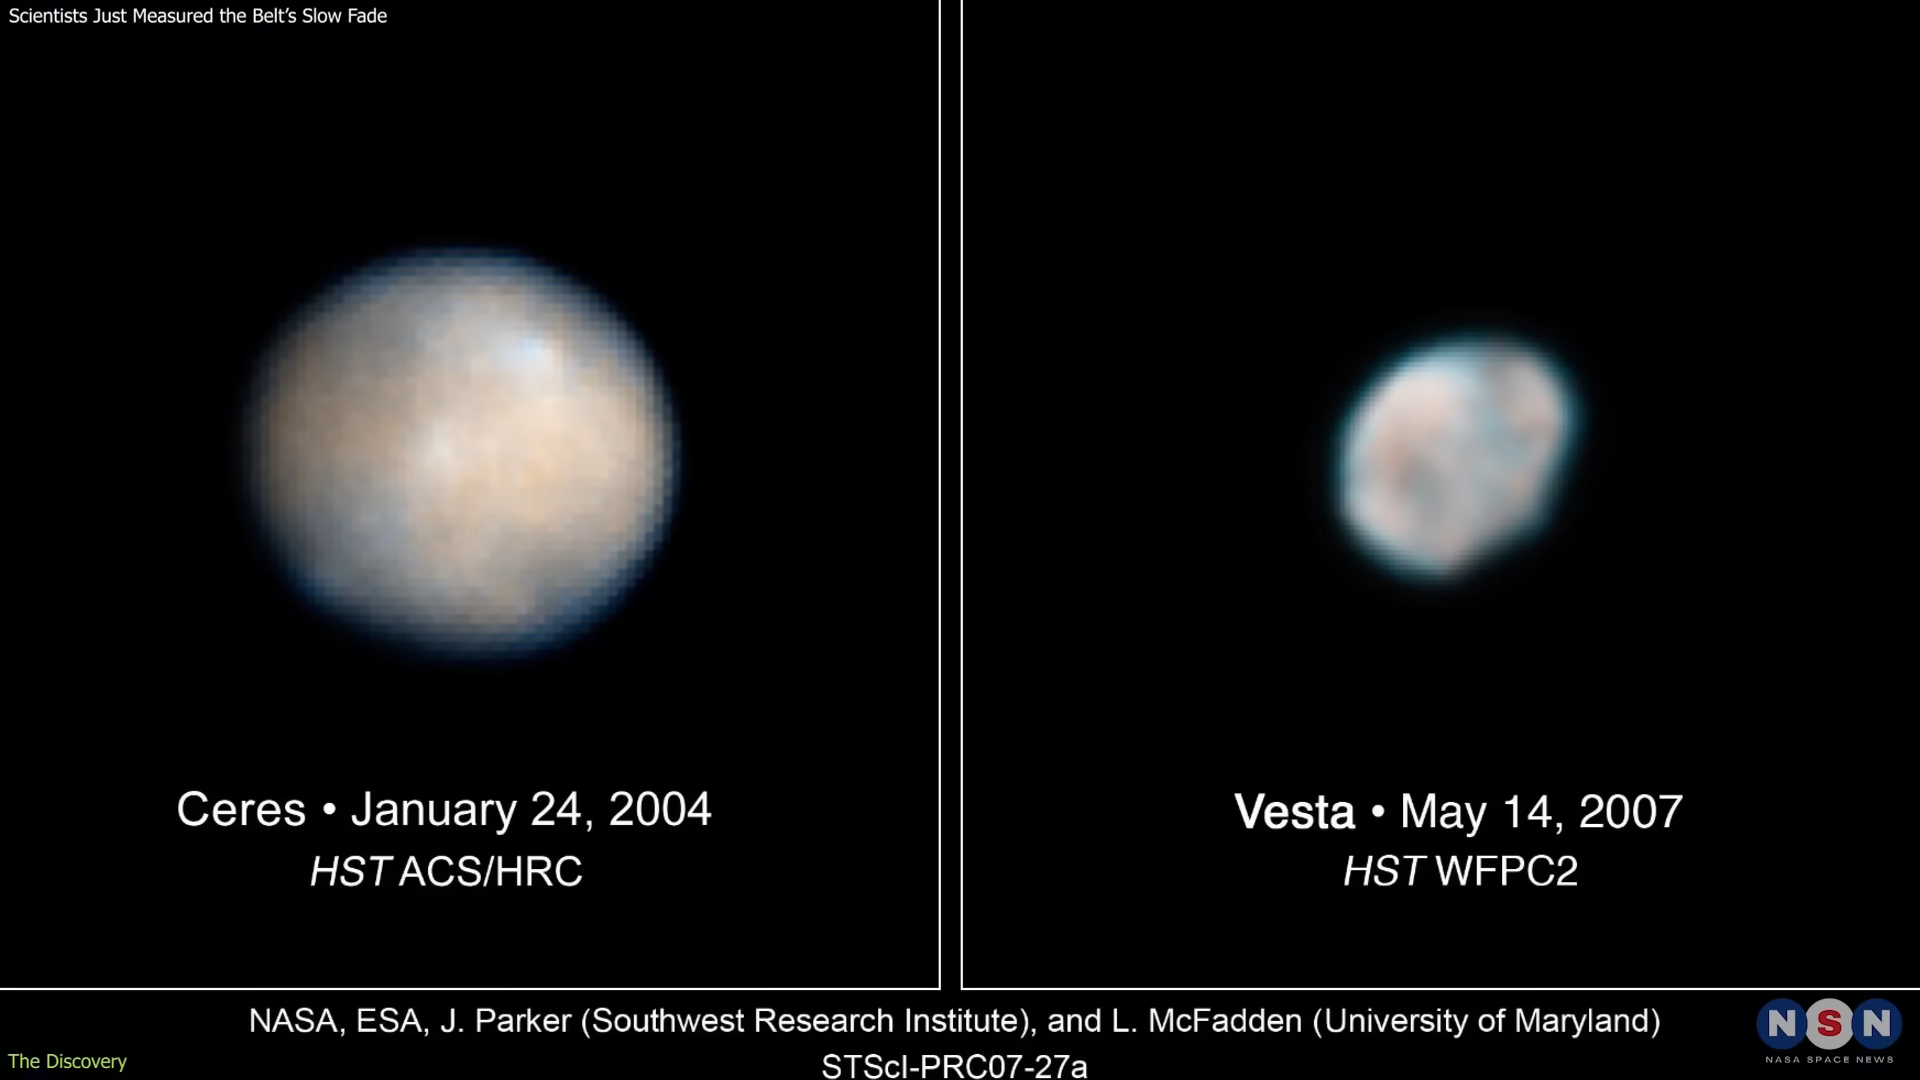 Scientists Just Measured the Belt’s Slow Fade
Ceres • January 24, 2004
HST ACS/HRC
Vesta • May 14, 2007
HST WFPC2
NASA, ESA, J. Parker (Southwest Research Institute), and L. McFadden (University of Maryland)
STScI-PRC07-27a
The Discovery
NSN
NASA SPACE NEWS